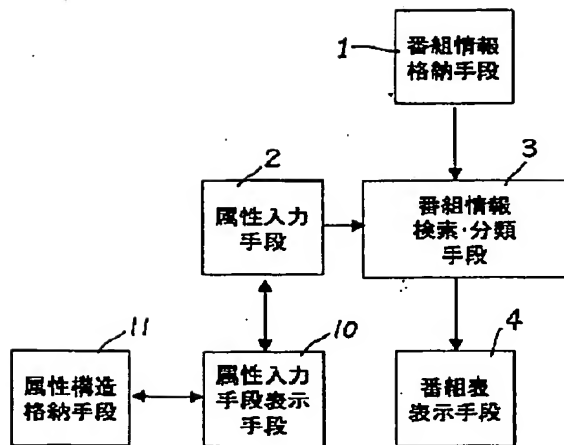 1
番組情報
格納手段
2
属性入力
手段
3
番組情報
検索・分類
手段
11
属性構造
格納手段
10
属性入力
手段表示
手段
4
番組表
表示手段